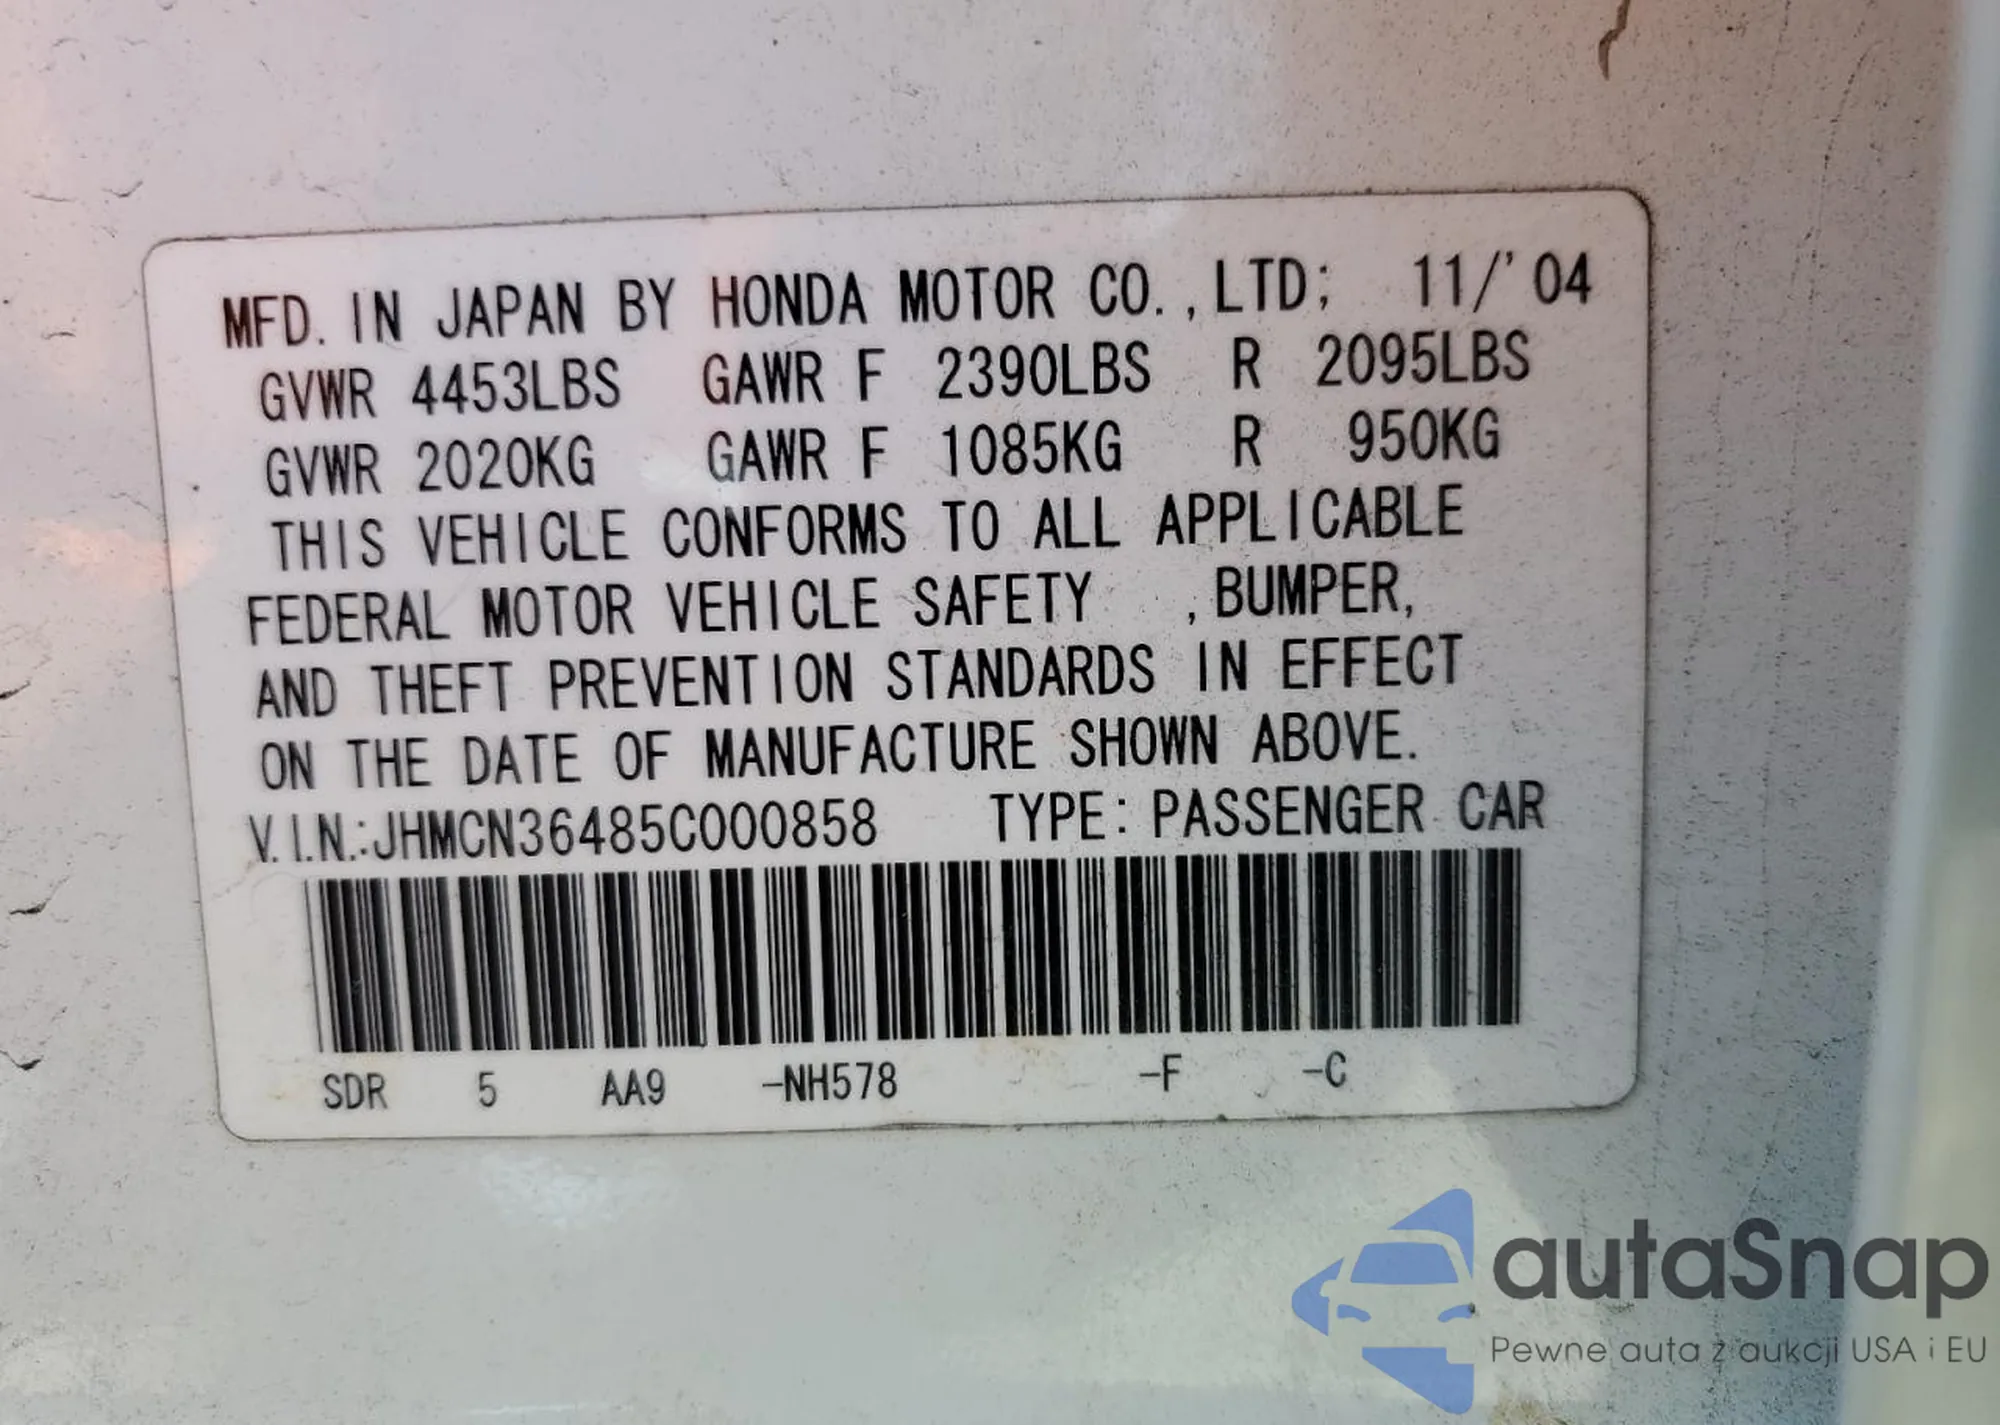 MFD. IN JAPAN BY HONDA MOTOR CO.,LTD; 11/'04
GVWR 4453LBS GAWR F 2390LBS R 2095LBS
GVWR 2020KG GAWR F 1085KG R 950KG
THIS VEHICLE CONFORMS TO ALL APPLICABLE
FEDERAL MOTOR VEHICLE SAFETY ,BUMPER,
AND THEFT PREVENTION STANDARDS IN EFFECT
ON THE DATE OF MANUFACTURE SHOWN ABOVE.
V.I.N.:JHMCN36485C000858 TYPE: PASSENGER CAR
SDR 5 AA9 -NH578 -F -C
autaSnap
Pewne auta z aukcji USA i EU